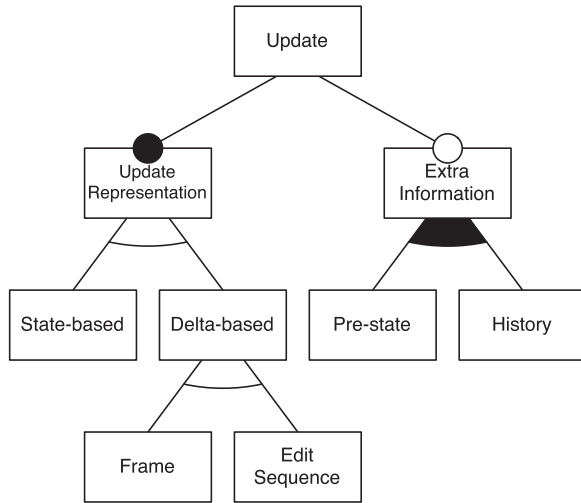 Update
Update
Representation
Extra
Information
State-based
Delta-based
Pre-state
History
Frame
Edit
Sequence